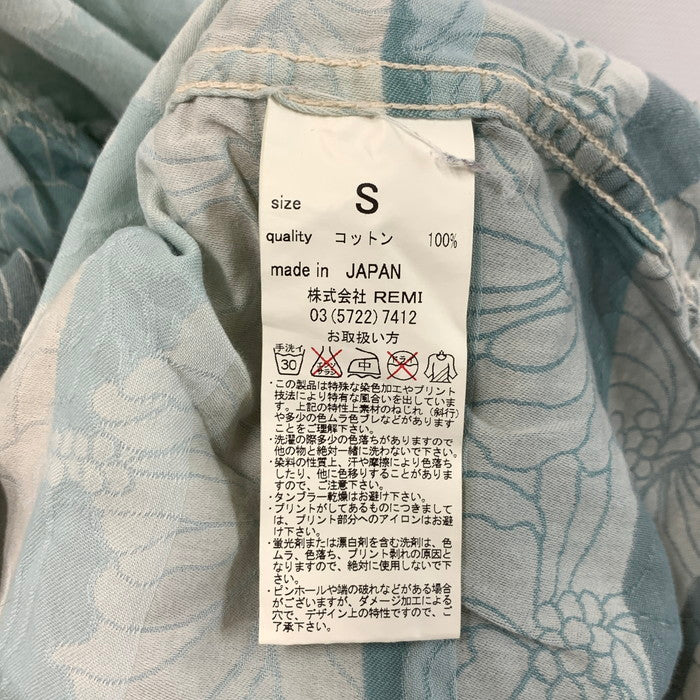 size S
quality コットン 100%
made in JAPAN
株式会社 REMI
03(5722)7412
お取扱い方
手洗イ 30 エンソサラシ 中 ドライ
・この製品は特殊な染色加工やプリント
技法により特有な風合いを出していま
す。上記の特性上素材のねじれ(斜行)
や多少の色ムラ色ブレなどがあります
ことをご理解下さい。
・洗濯の際多少の色落ちがありますので
他の物と絶対一緒に洗わないで下さい。
・染料の性質上、汗や摩擦により色落ち
したり、他に色移りすることがありま
すので、ご注意下さい。
・タンブラー乾燥はお避け下さい。
・プリントがしてあるものにつきまして
は、プリント部分へのアイロンはお避
け下さい。
・蛍光剤または漂白剤を含む洗剤は、色
ムラ、色落ち、プリント剥れの原因と
なりますので、絶対に使用しないで下
さい。
・ピンホールや端の破れなどがある場合
がございますが、ダメージ加工による
穴で、デザイン上の特性ですので、ご
了承下さい。